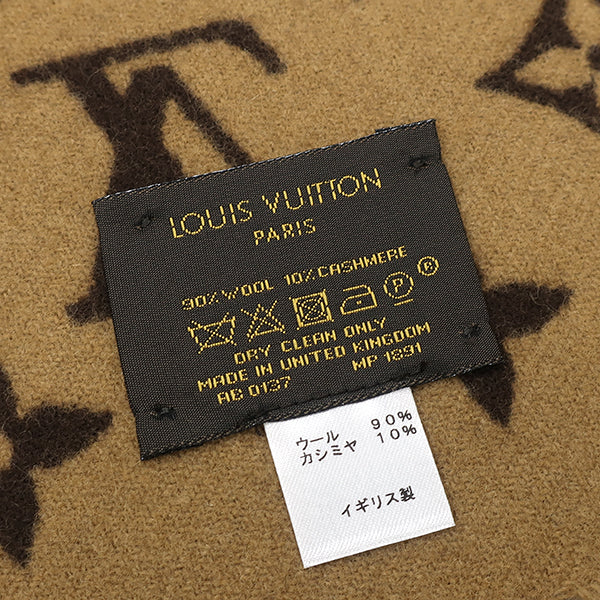 LOUIS VUITTON
PARIS
90% WOOL 10% CASHMERE
P ®
DRY CLEAN ONLY
MADE IN UNITED KINGDOM
AB 0137 MP 1891
ウール 90%
カシミヤ 10%
イギリス製